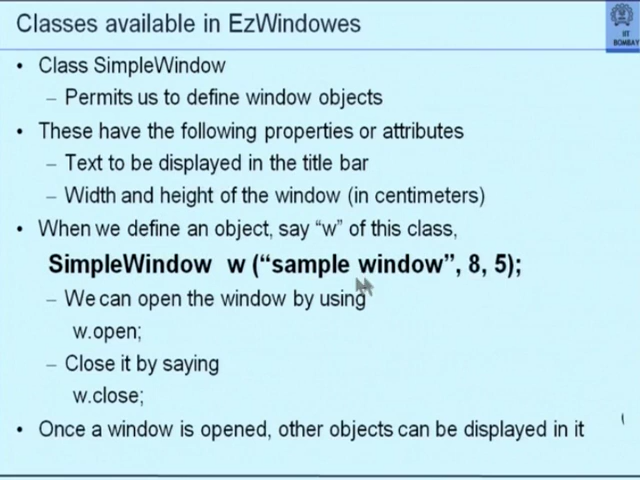 Classes available in EzWindowes
IIT
BOMBAY
• Class SimpleWindow
– Permits us to define window objects
• These have the following properties or attributes
– Text to be displayed in the title bar
– Width and height of the window (in centimeters)
• When we define an object, say “w” of this class,
SimpleWindow w (“sample window”, 8, 5);
– We can open the window by using
w.open;
– Close it by saying
w.close;
• Once a window is opened, other objects can be displayed in it